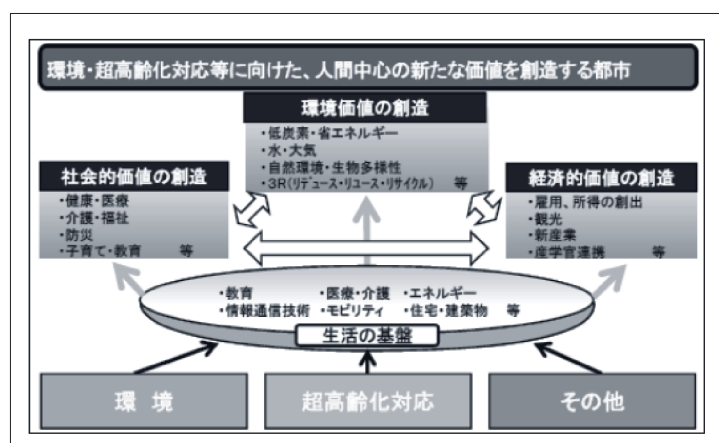 環境・超高齢化対応等に向けた、人間中心の新たな価値を創造する都市
環境価値の創造
・低炭素・省エネルギー
・水・大気
・自然環境・生物多様性
・3R(リデュース・リユース・リサイクル) 等
社会的価値の創造
・健康・医療
・介護・福祉
・防災
・子育て・教育 等
経済的価値の創造
・雇用、所得の創出
・観光
・新産業
・産学官連携 等
・教育 ・医療・介護 ・エネルギー
・情報通信技術 ・モビリティ ・住宅・建築物 等
生活の基盤
環 境
超高齢化対応
その他